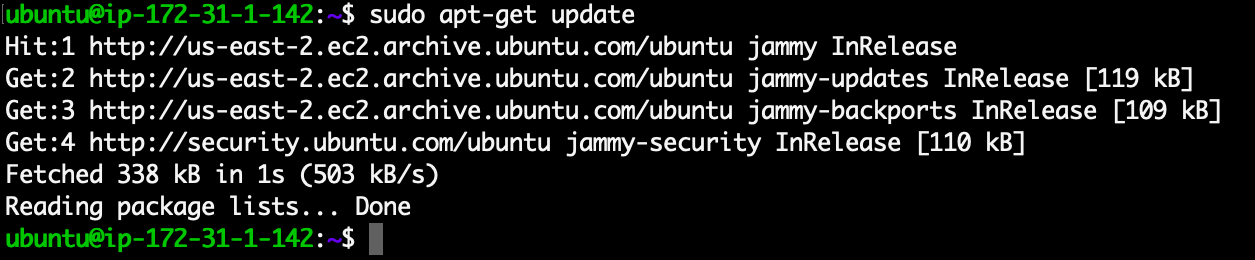 ubuntu@ip-172-31-1-142:~$ sudo apt-get update
Hit:1 http://us-east-2.ec2.archive.ubuntu.com/ubuntu jammy InRelease
Get:2 http://us-east-2.ec2.archive.ubuntu.com/ubuntu jammy-updates InRelease [119 kB]
Get:3 http://us-east-2.ec2.archive.ubuntu.com/ubuntu jammy-backports InRelease [109 kB]
Get:4 http://security.ubuntu.com/ubuntu jammy-security InRelease [110 kB]
Fetched 338 kB in 1s (503 kB/s)
Reading package lists... Done
ubuntu@ip-172-31-1-142:~$